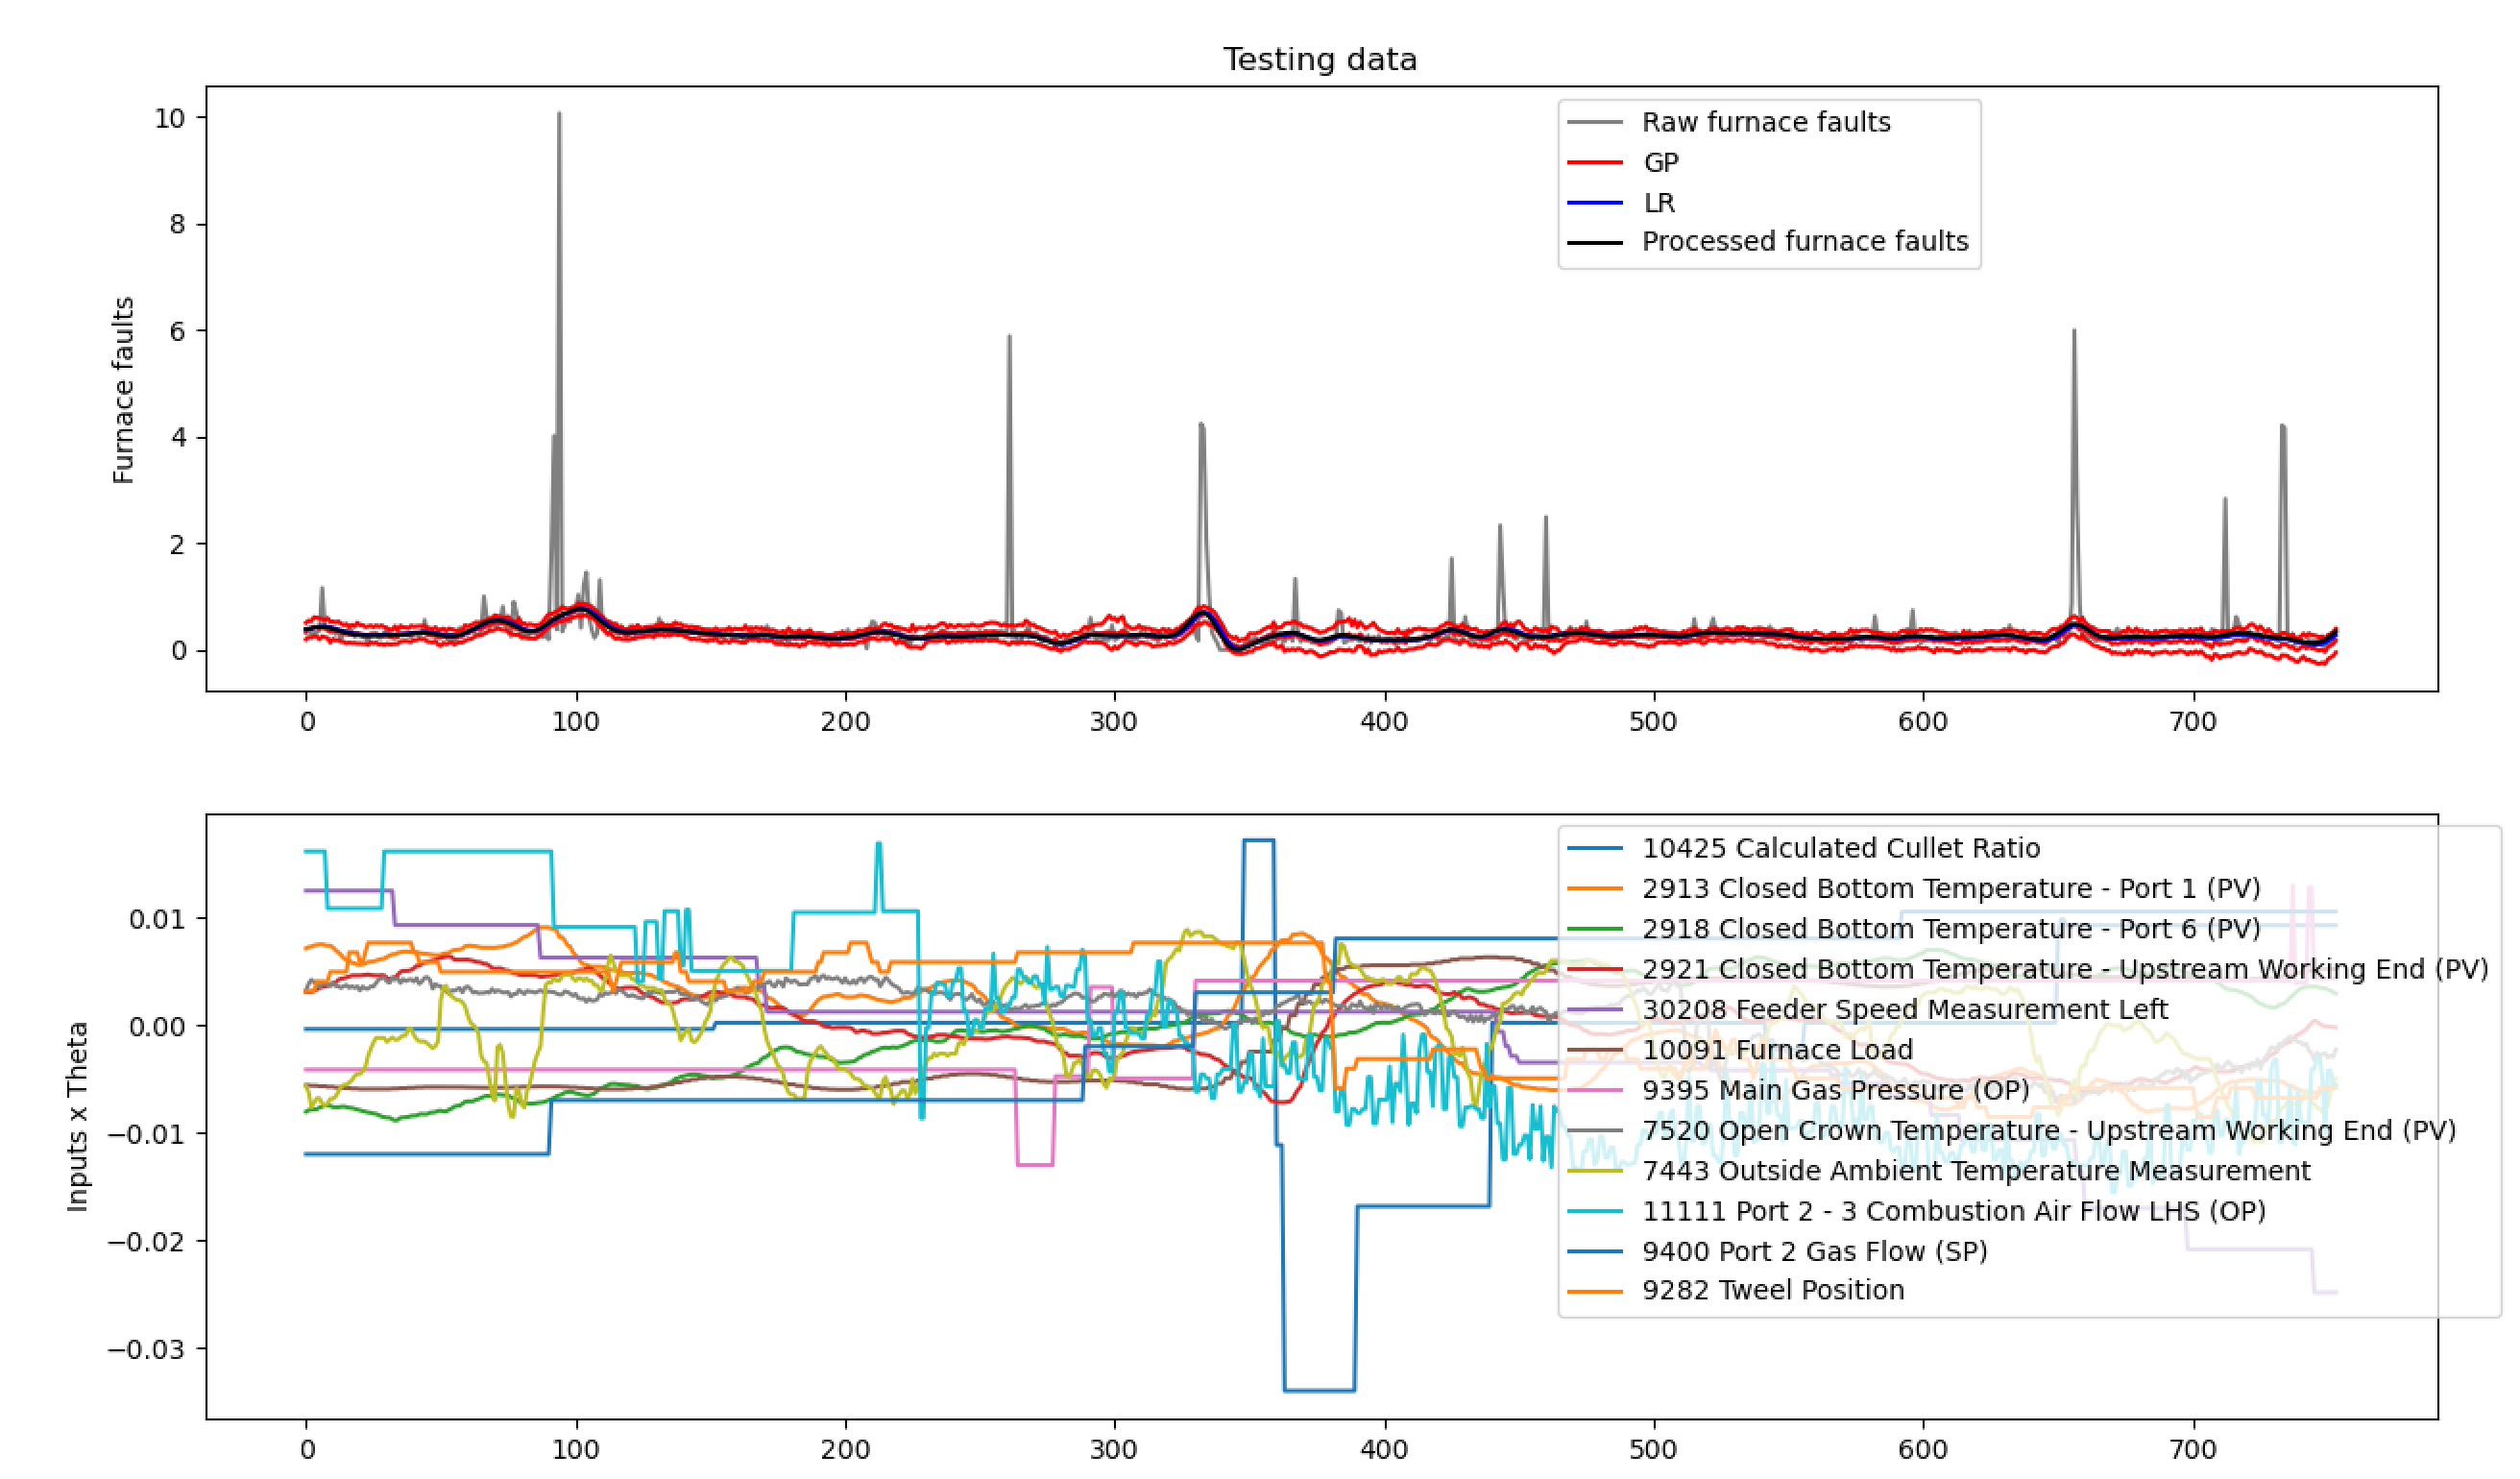 Testing data
Furnace faults
10
8
6
4
2
0
Raw furnace faults
GP
LR
Processed furnace faults
0 100 200 300 400 500 600 700
Inputs x Theta
0.01
0.00
−0.01
−0.02
−0.03
10425 Calculated Cullet Ratio
2913 Closed Bottom Temperature - Port 1 (PV)
2918 Closed Bottom Temperature - Port 6 (PV)
2921 Closed Bottom Temperature - Upstream Working End (PV)
30208 Feeder Speed Measurement Left
10091 Furnace Load
9395 Main Gas Pressure (OP)
7520 Open Crown Temperature - Upstream Working End (PV)
7443 Outside Ambient Temperature Measurement
11111 Port 2 - 3 Combustion Air Flow LHS (OP)
9400 Port 2 Gas Flow (SP)
9282 Tweel Position
0 100 200 300 400 500 600 700